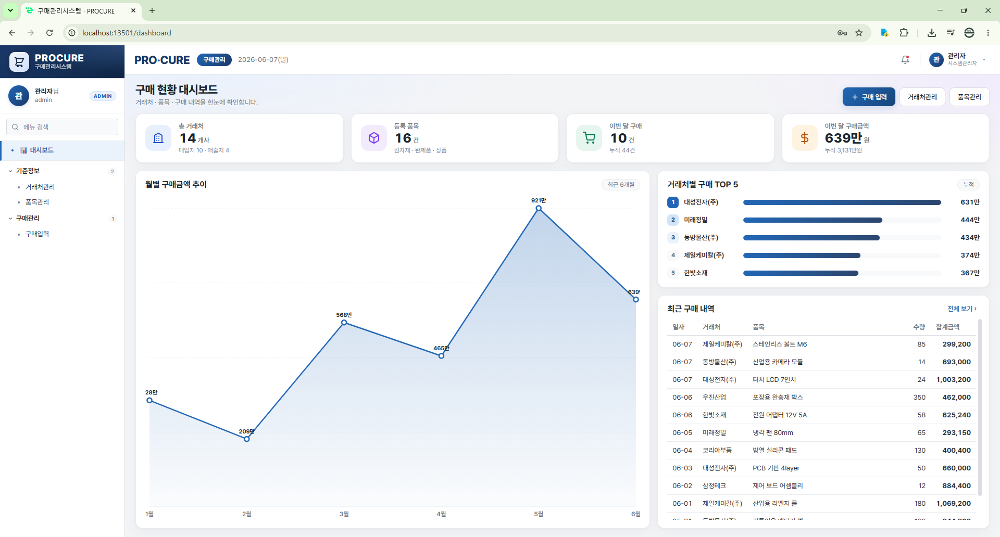 구매관리시스템 · PROCURE
localhost:13501/dashboard
PROCURE
구매관리시스템
PRO·CURE
구매관리
2026-06-07(일)
관
관리자
시스템관리자
관
관리자님
admin
ADMIN
메뉴 검색
대시보드
기준정보
2
거래처관리
품목관리
구매관리
1
구매입력
구매 현황 대시보드
거래처 · 품목 · 구매 내역을 한눈에 확인합니다.
구매 입력
거래처관리
품목관리
총 거래처
14 개사
매입처 10 · 매출처 4
등록 품목
16 건
원자재 · 완제품 · 상품
이번 달 구매
10 건
누적 44건
이번 달 구매금액
639만 원
누적 3,131만원
월별 구매금액 추이
최근 6개월
28만
209만
568만
465만
921만
639
1월
2월
3월
4월
5월
6월
거래처별 구매 TOP 5
누적
1 대성전자(주) 631만
2 미래정밀 444만
3 동방물산(주) 434만
4 제일케미칼(주) 374만
5 한빛소재 367만
최근 구매 내역
전체 보기 ›
일자 거래처 품목 수량 합계금액
06-07 제일케미칼(주) 스테인리스 볼트 M6 85 299,200
06-07 동방물산(주) 산업용 카메라 모듈 14 693,000
06-07 대성전자(주) 터치 LCD 7인치 24 1,003,200
06-06 우진산업 포장용 완충재 박스 350 462,000
06-06 한빛소재 전원 어댑터 12V 5A 58 625,240
06-05 미래정밀 냉각 팬 80mm 65 293,150
06-04 코리아부품 방열 실리콘 패드 130 400,400
06-03 대성전자(주) PCB 기판 4layer 50 660,000
06-02 삼정테크 제어 보드 어셈블리 12 884,400
06-01 제일케미칼(주) 산업용 라벨지 롤 180 1,069,200